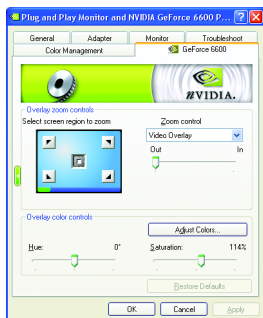 Plug and Play Monitor and NVIDIA GeForce 6600 P...
General Adapter Monitor Troubleshoot
Color Management GeForce 6600
nVIDIA.
Overlay zoom controls
Select screen region to zoom
Zoom control
Video Overlay
Out In
Overlay color controls
Adjust Colors...
Hue: 0° Saturation: 114%
Restore Defaults
OK Cancel Apply